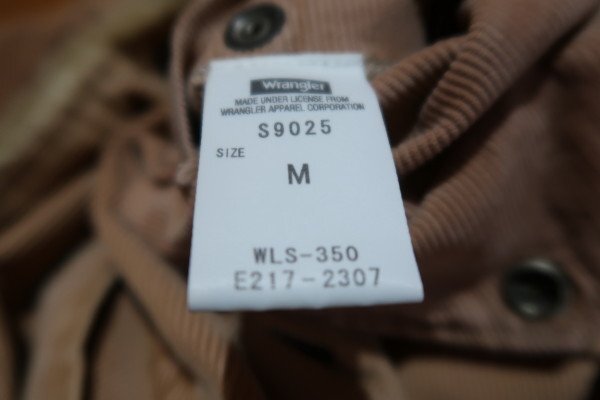 Wrangler
MADE UNDER LICENSE FROM
WRANGLER APPAREL CORPORATION
S9025
SIZE
M
WLS-350
E217-2307